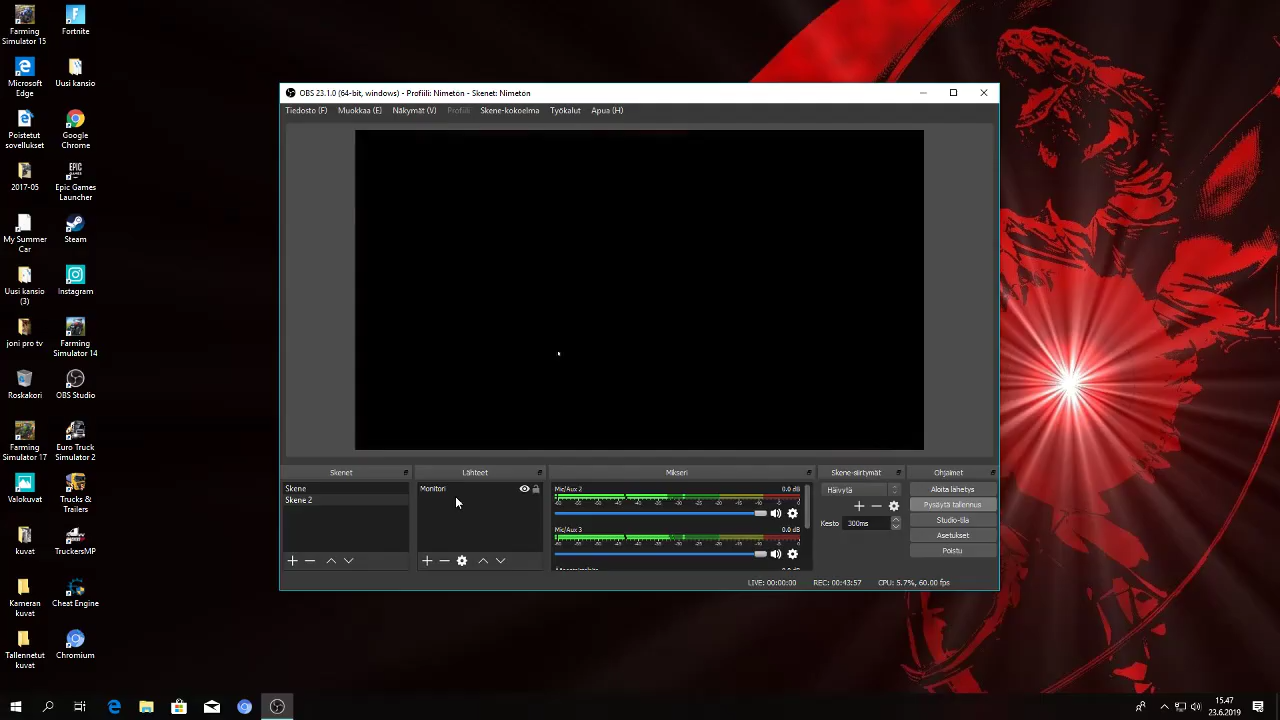 Farming
Simulator 15
Fortnite
Microsoft
Edge
Uusi kansio
Poistetut
sovellukset
Google
Chrome
2017-05
Epic Games
Launcher
My Summer
Car
Steam
Uusi kansio
(3)
Instagram
joni pro tv
Farming
Simulator 14
Roskakori
OBS Studio
Farming
Simulator 17
Euro Truck
Simulator 2
Valokuvat
Trucks &
Trailers
kuvat
TruckersMP
Kameran
kuvat
Cheat Engine
Tallennetut
kuvat
Chromium
OBS 23.1.0 (64-bit, windows) - Profiili: Nimetön - Skenet: Nimetön
Tiedosto (F) Muokkaa (E) Näkymät (V) Profiili Skene-kokoelma Työkalut Apua (H)
Skenet Lähteet Mikseri Skene-siirtymät Ohjaimet
Skene
Skene 2
Monitori
Mic/Aux 2 0.0 dB
Mic/Aux 3 0.0 dB
Häivytä
Kesto 300ms
Aloita lähetys
Pysäytä tallennus
Studio-tila
Asetukset
Poistu
LIVE: 00:00:00 REC: 00:43:57 CPU: 5.7%, 60.00 fps
15.47
23.6.2019